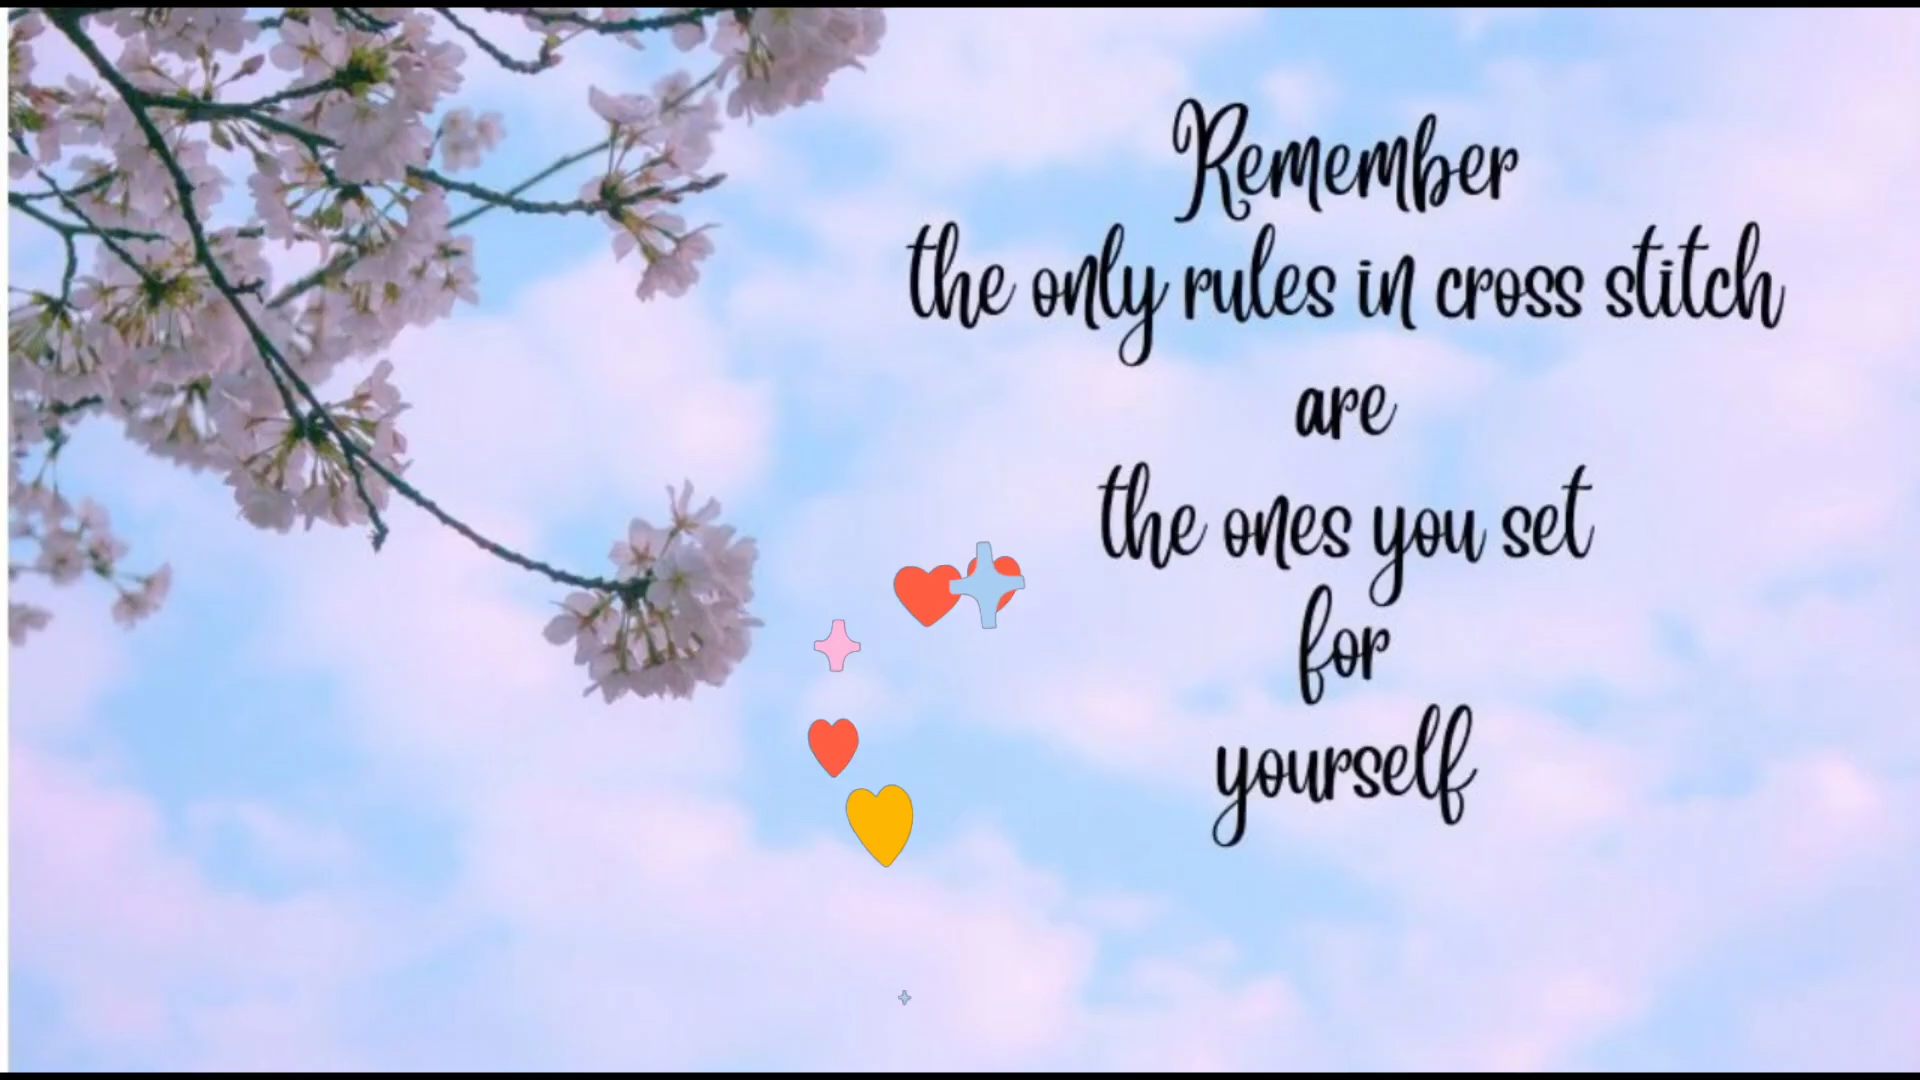 Remember
the only rules in cross stitch
are
the ones you set
for
yourself